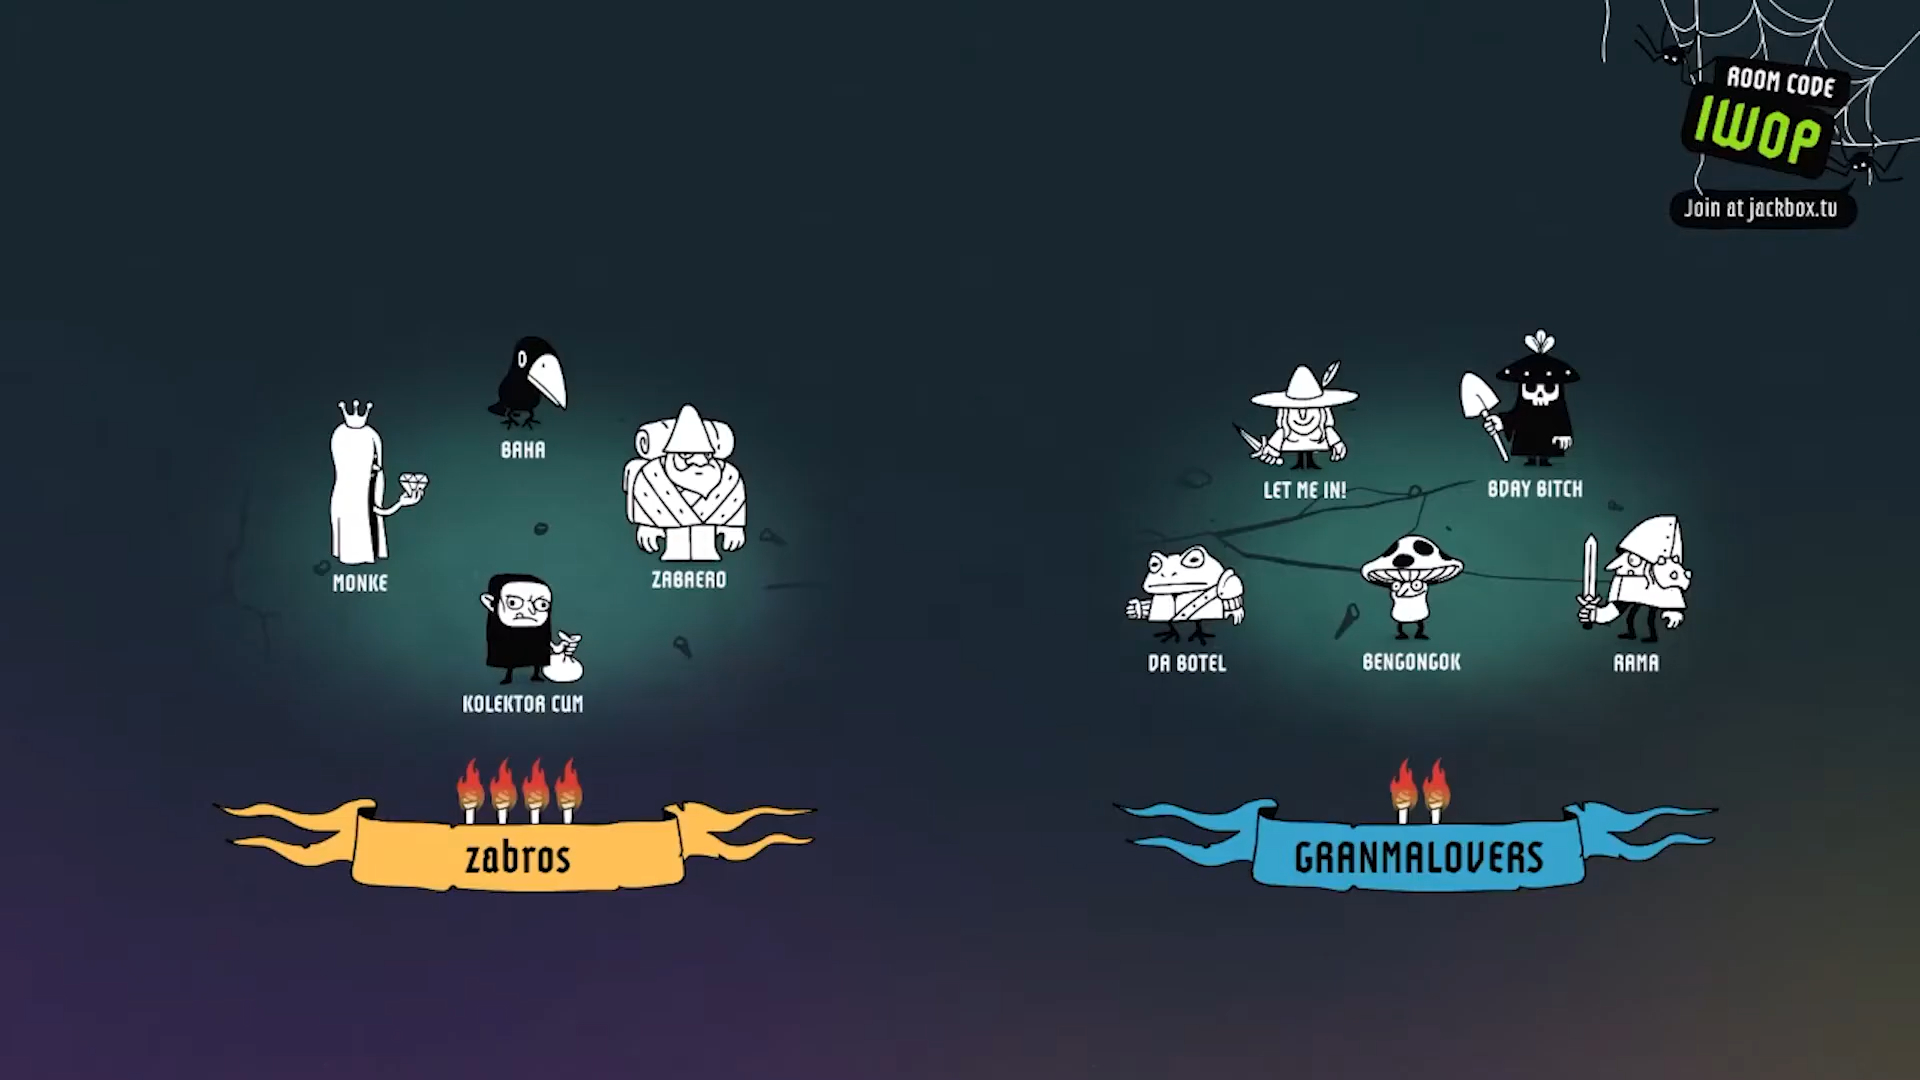 ROOM CODE
IWOP
Join at jackbox.tv
BAHA
MONKE
ZABRERO
KOLEKTOR CUM
LET ME IN!
BDAY BITCH
DA BOTEL
BENGONGOK
RAMA
zabros
GRANMALOVERS